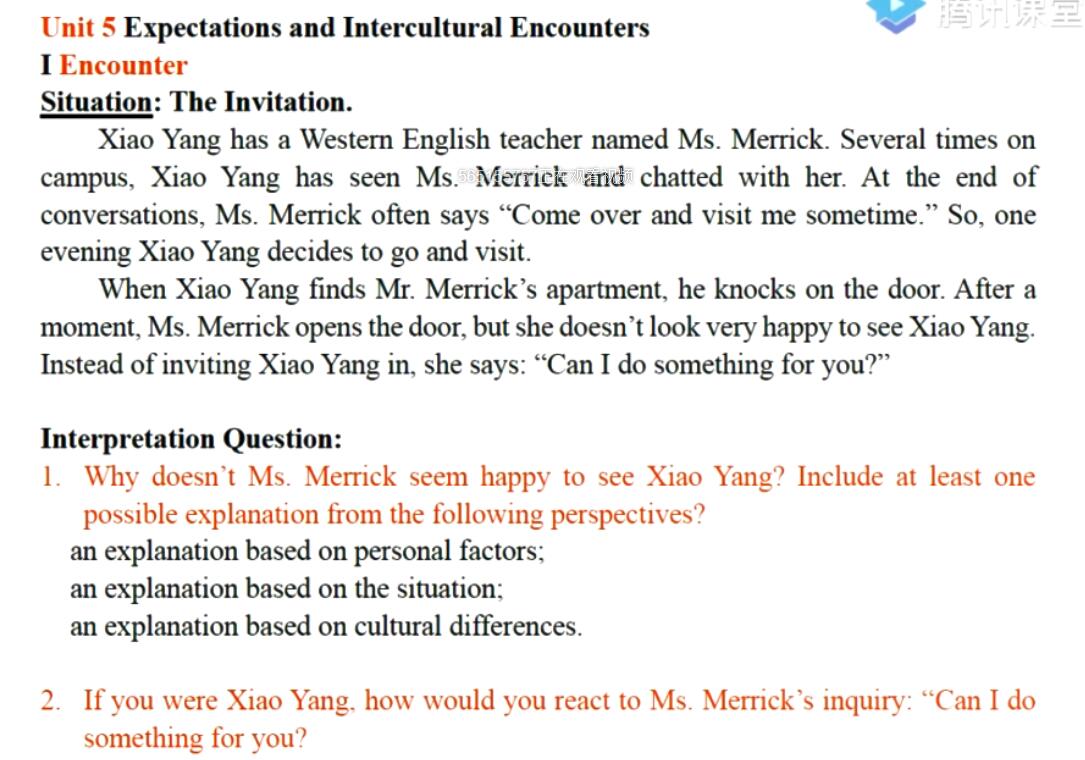 腾讯课堂
Unit 5 Expectations and Intercultural Encounters
I Encounter
Situation: The Invitation.
Xiao Yang has a Western English teacher named Ms. Merrick. Several times on
campus, Xiao Yang has seen Ms. Merrick and chatted with her. At the end of
conversations, Ms. Merrick often says “Come over and visit me sometime.” So, one
evening Xiao Yang decides to go and visit.
When Xiao Yang finds Mr. Merrick’s apartment, he knocks on the door. After a
moment, Ms. Merrick opens the door, but she doesn’t look very happy to see Xiao Yang.
Instead of inviting Xiao Yang in, she says: “Can I do something for you?”
Interpretation Question:
1. Why doesn’t Ms. Merrick seem happy to see Xiao Yang? Include at least one
possible explanation from the following perspectives?
an explanation based on personal factors;
an explanation based on the situation;
an explanation based on cultural differences.
2. If you were Xiao Yang, how would you react to Ms. Merrick’s inquiry: “Can I do
something for you?